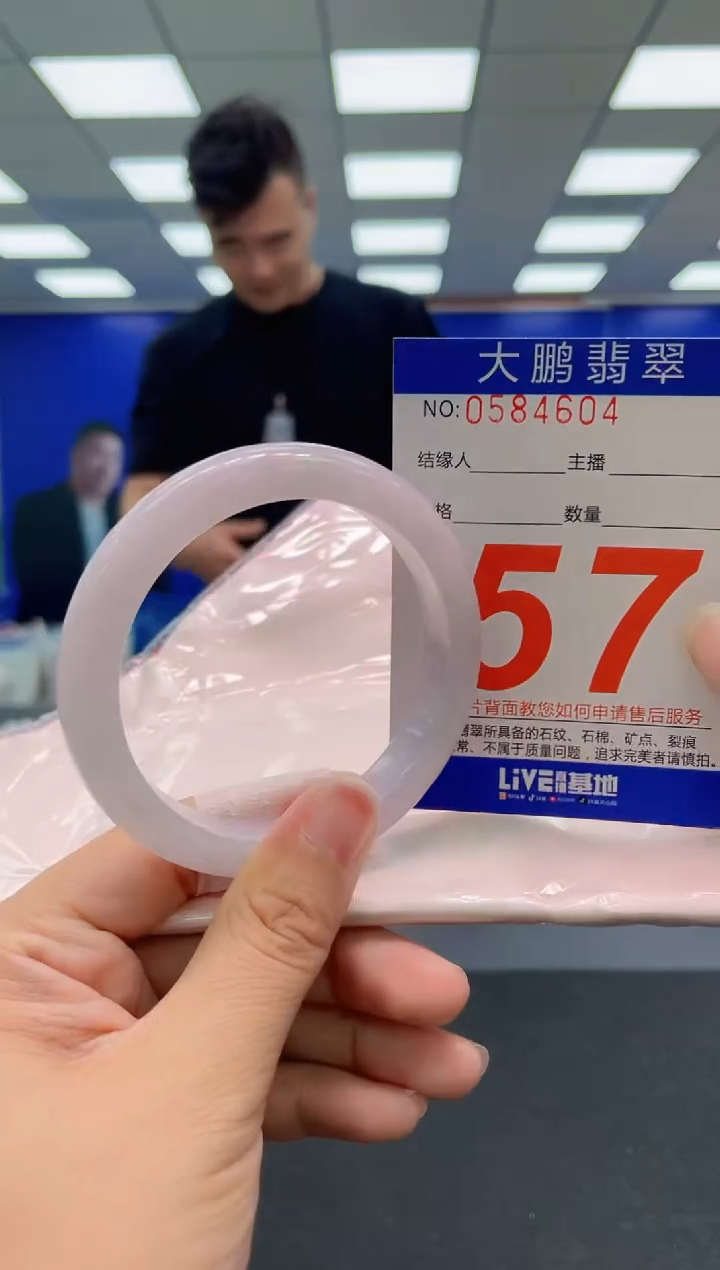 大鹏翡翠
NO:0584604
结缘人 主播
格 数量
57
片背面教您如何申请售后服务
翡翠所具备的石纹、石棉、矿点、裂痕
常、不属于质量问题，追求完美者请慎拍。
LiVE直播基地